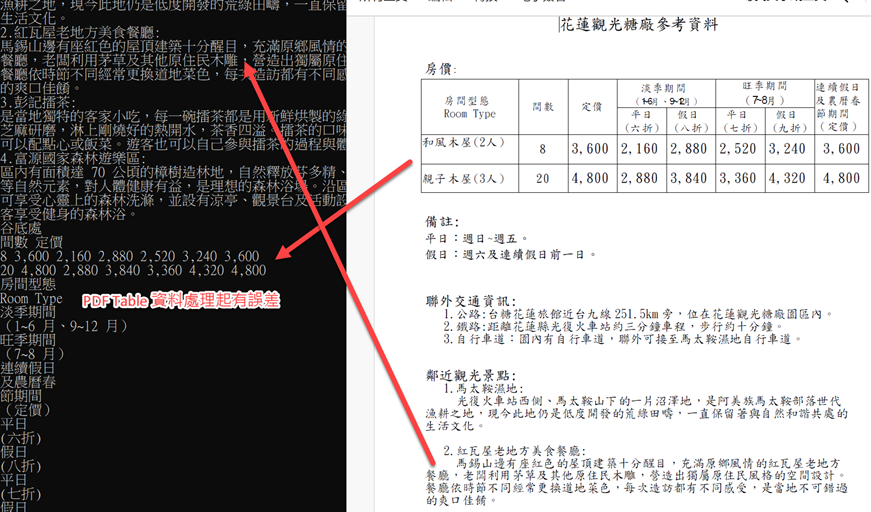 漁耕之地，現今此地仍是低度開發的荒綠田疇，一直保留
生活文化。
2.紅瓦屋老地方美食餐廳:
馬錫山邊有座紅色的屋頂建築十分醒目，充滿原鄉風情的
餐廳，老闆利用茅草及其他原住民木雕，營造出獨屬原住
餐廳依時節不同經常更換道地菜色，每
造訪都有不同感
的爽口佳餚。
3.彭記擂茶:
是當地獨特的客家小吃，每一碗擂茶都是用新鮮烘製的綠
芝麻研磨，淋上剛燒好的熱開水，茶香四溢。擂茶的口味
可以配點心或飯菜。遊客也可以自己參與擂茶的過程與體
4.富源國家森林遊樂區:
區內有面積達 70 公頃的樟樹造林地，自然釋放芬多精、
等自然元素，對人體健康有益，是理想的森林浴場。沿區
可享受心靈上的森林洗滌，並設有涼亭、觀景台及活動設
客享受健身的森林浴。
谷底處
間數 定價
8 3,600 2,160 2,880 2,520 3,240 3,600
20 4,800 2,880 3,840 3,360 4,320 4,800
房間型態
Room Type
淡季期間
(1~6 月、9~12 月)
旺季期間
(7~8 月)
連續假日
及農曆春
節期間
(定價)
平日
(六折)
假日
(八折)
平日
(七折)
假日
PDF Table 資料處理起有誤差
花蓮觀光糖廠參考資料
房價:
房間型態
Room Type
間數
定價
淡季期間
(1-6月、9-12月)
旺季期間
(7-8月)
連續假日
及農曆春
節期間
(定價)
平日
(六折)
假日
(八折)
平日
(七折)
假日
(九折)
和風木屋(2人) 8 3,600 2,160 2,880 2,520 3,240 3,600
親子木屋(3人) 20 4,800 2,880 3,840 3,360 4,320 4,800
備註:
平日：週日~週五。
假日：週六及連續假日前一日。
聯外交通資訊:
1.公路:台糖花蓮旅館近台九線 251.5km 旁，位在花蓮觀光糖廠園區內。
2.鐵路:距離花蓮縣光復火車站約三分鐘車程，步行約十分鐘。
3.自行車道：園內有自行車道，聯外可接至馬太鞍濕地自行車道。
鄰近觀光景點:
1.馬太鞍濕地:
光復火車站西側、馬太鞍山下的一片沼澤地，是阿美族馬太鞍部落世代
漁耕之地，現今此地仍是低度開發的荒綠田疇，一直保留著與自然和諧共處的
生活文化。
2.紅瓦屋老地方美食餐廳:
馬錫山邊有座紅色的屋頂建築十分醒目，充滿原鄉風情的紅瓦屋老地方
餐廳，老闆利用茅草及其他原住民木雕，營造出獨屬原住民風格的空間設計。
餐廳依時節不同經常更換道地菜色，每次造訪都有不同感受，是當地不可錯過
的爽口佳餚。